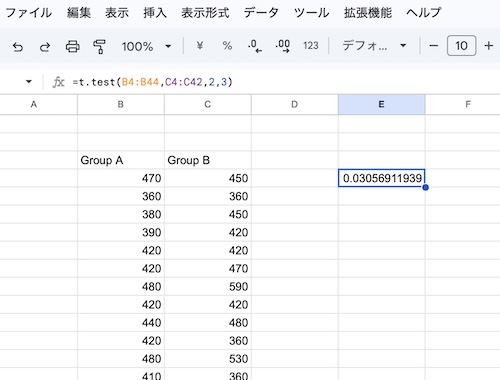 ファイル 編集 表示 挿入 表示形式 データ ツール 拡張機能 ヘルプ
100% ¥ % .0 .00 123 デフォ... 10
fx =t.test(B4:B44,C4:C42,2,3)
A B C D E F
Group A Group B
470 450 0.03056911939
360 360
380 450
390 420
420 420
420 470
480 590
420 420
440 480
420 360
480 530
410 360